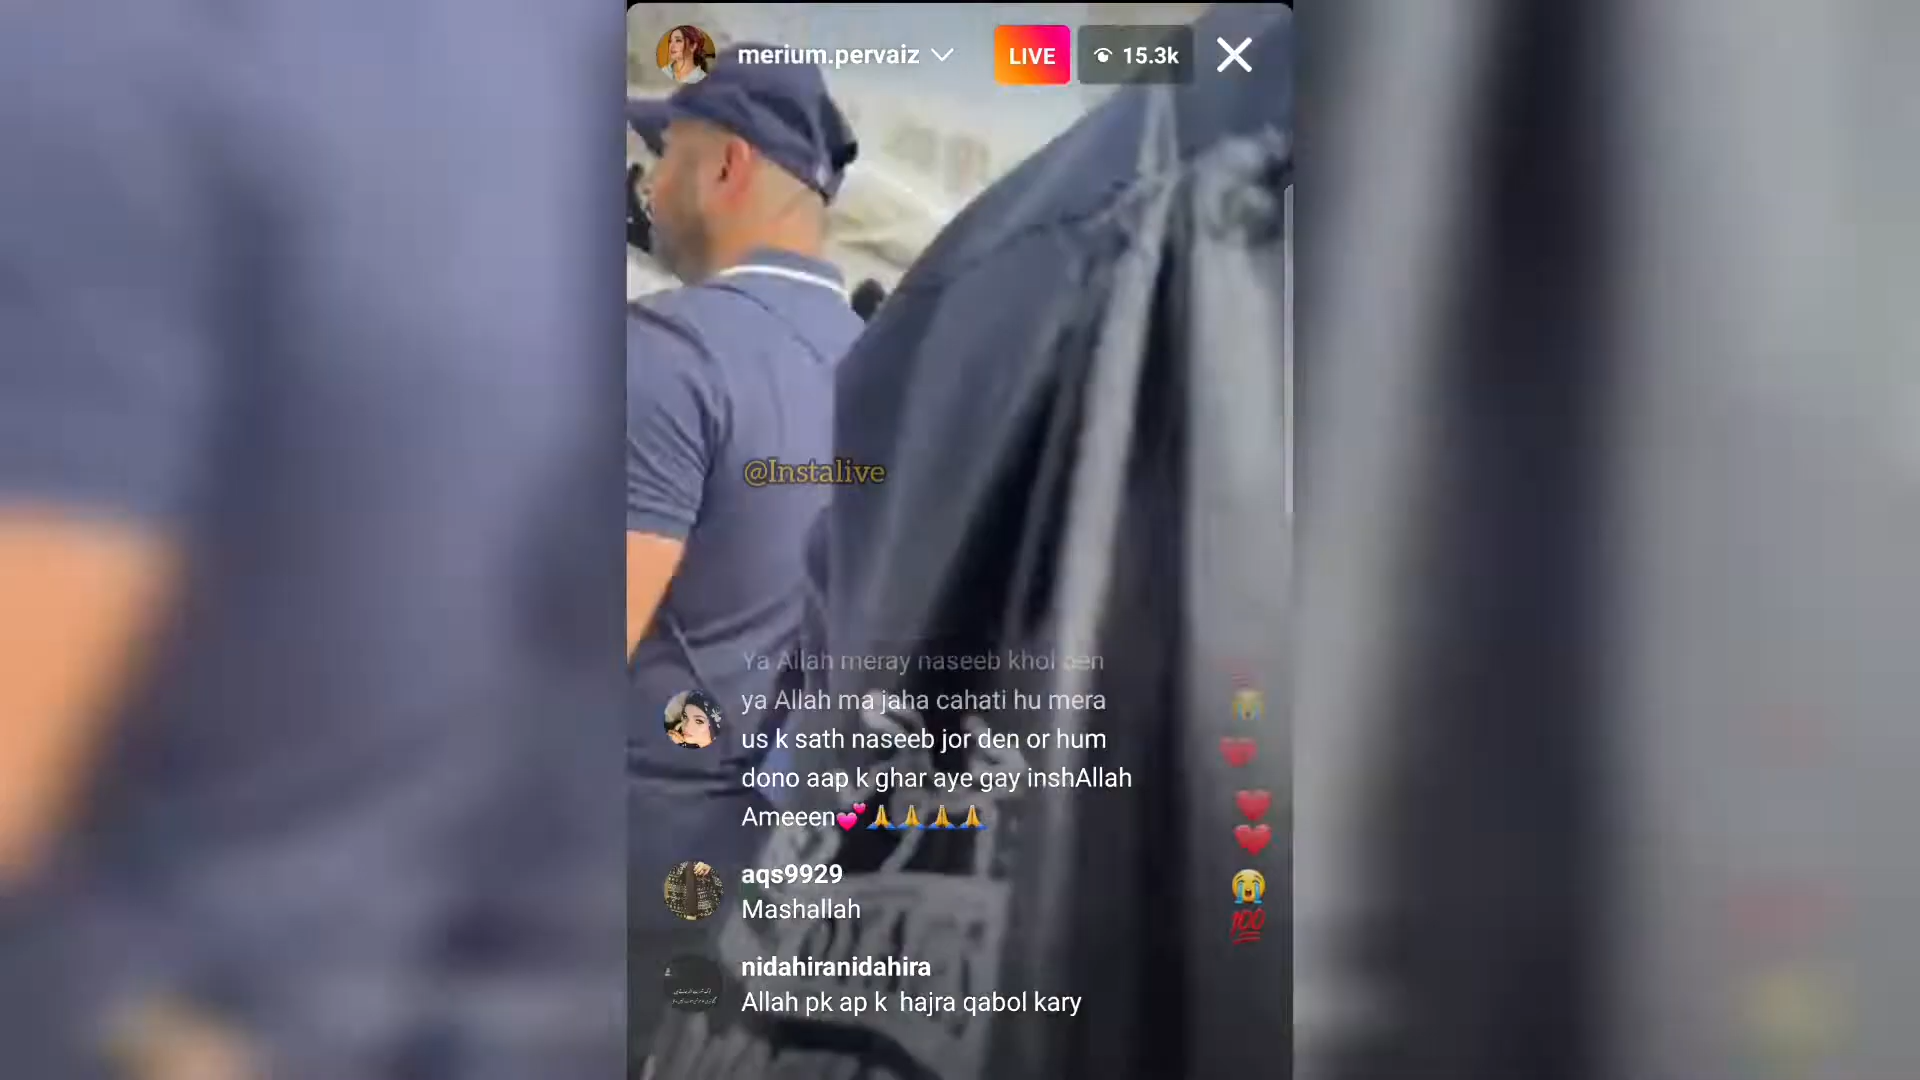 merium.pervaiz
LIVE
15.3k
@Instalive
Ya Allah meray naseeb khol den
ya Allah ma jaha cahati hu mera
us k sath naseeb jor den or hum
dono aap k ghar aye gay inshAllah
Ameeen💕🙏🙏🙏🙏
aqs9929
Mashallah
nidahiranidahira
Allah pk ap k hajra qabol kary